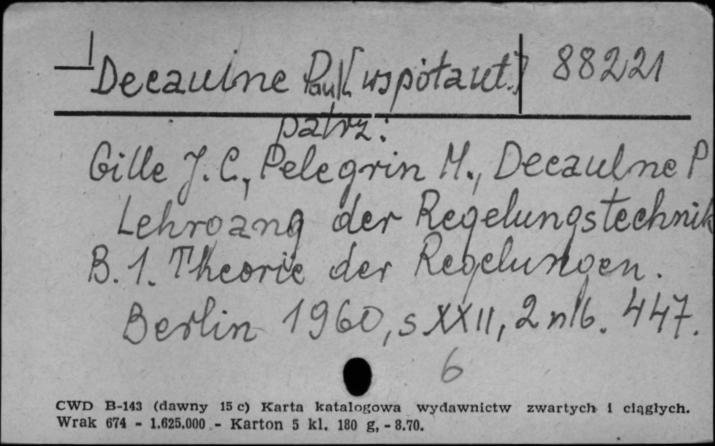 Decaulne Paul [współaut.] 88221
patrz:
Gille J. C., Pelegrin M., Decaulne P
Lehrgang der Regelungstechnik
B. 1. Theorie der Regelungen.
Berlin 1960, s XXII, 2 nlb. 447.
6
CWD B-143 (dawny 15 c) Karta katalogowa wydawnictw zwartych i ciągłych.
Wrak 674 - 1.625.000 - Karton 5 kl. 180 g, - 8.70.